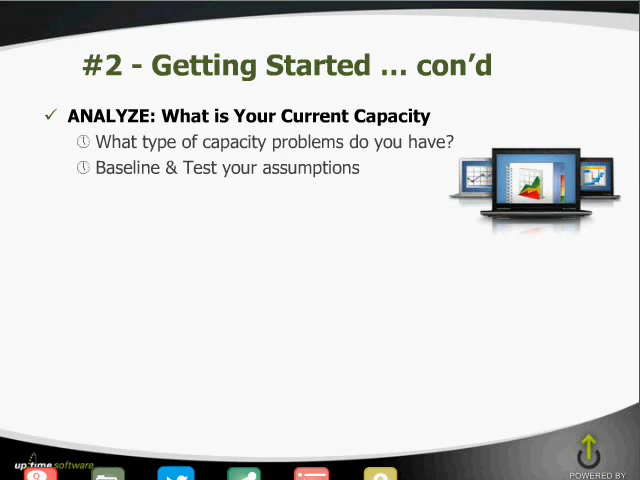 #2 - Getting Started … con’d
ANALYZE: What is Your Current Capacity
What type of capacity problems do you have?
Baseline & Test your assumptions
up.time software
POWERED BY